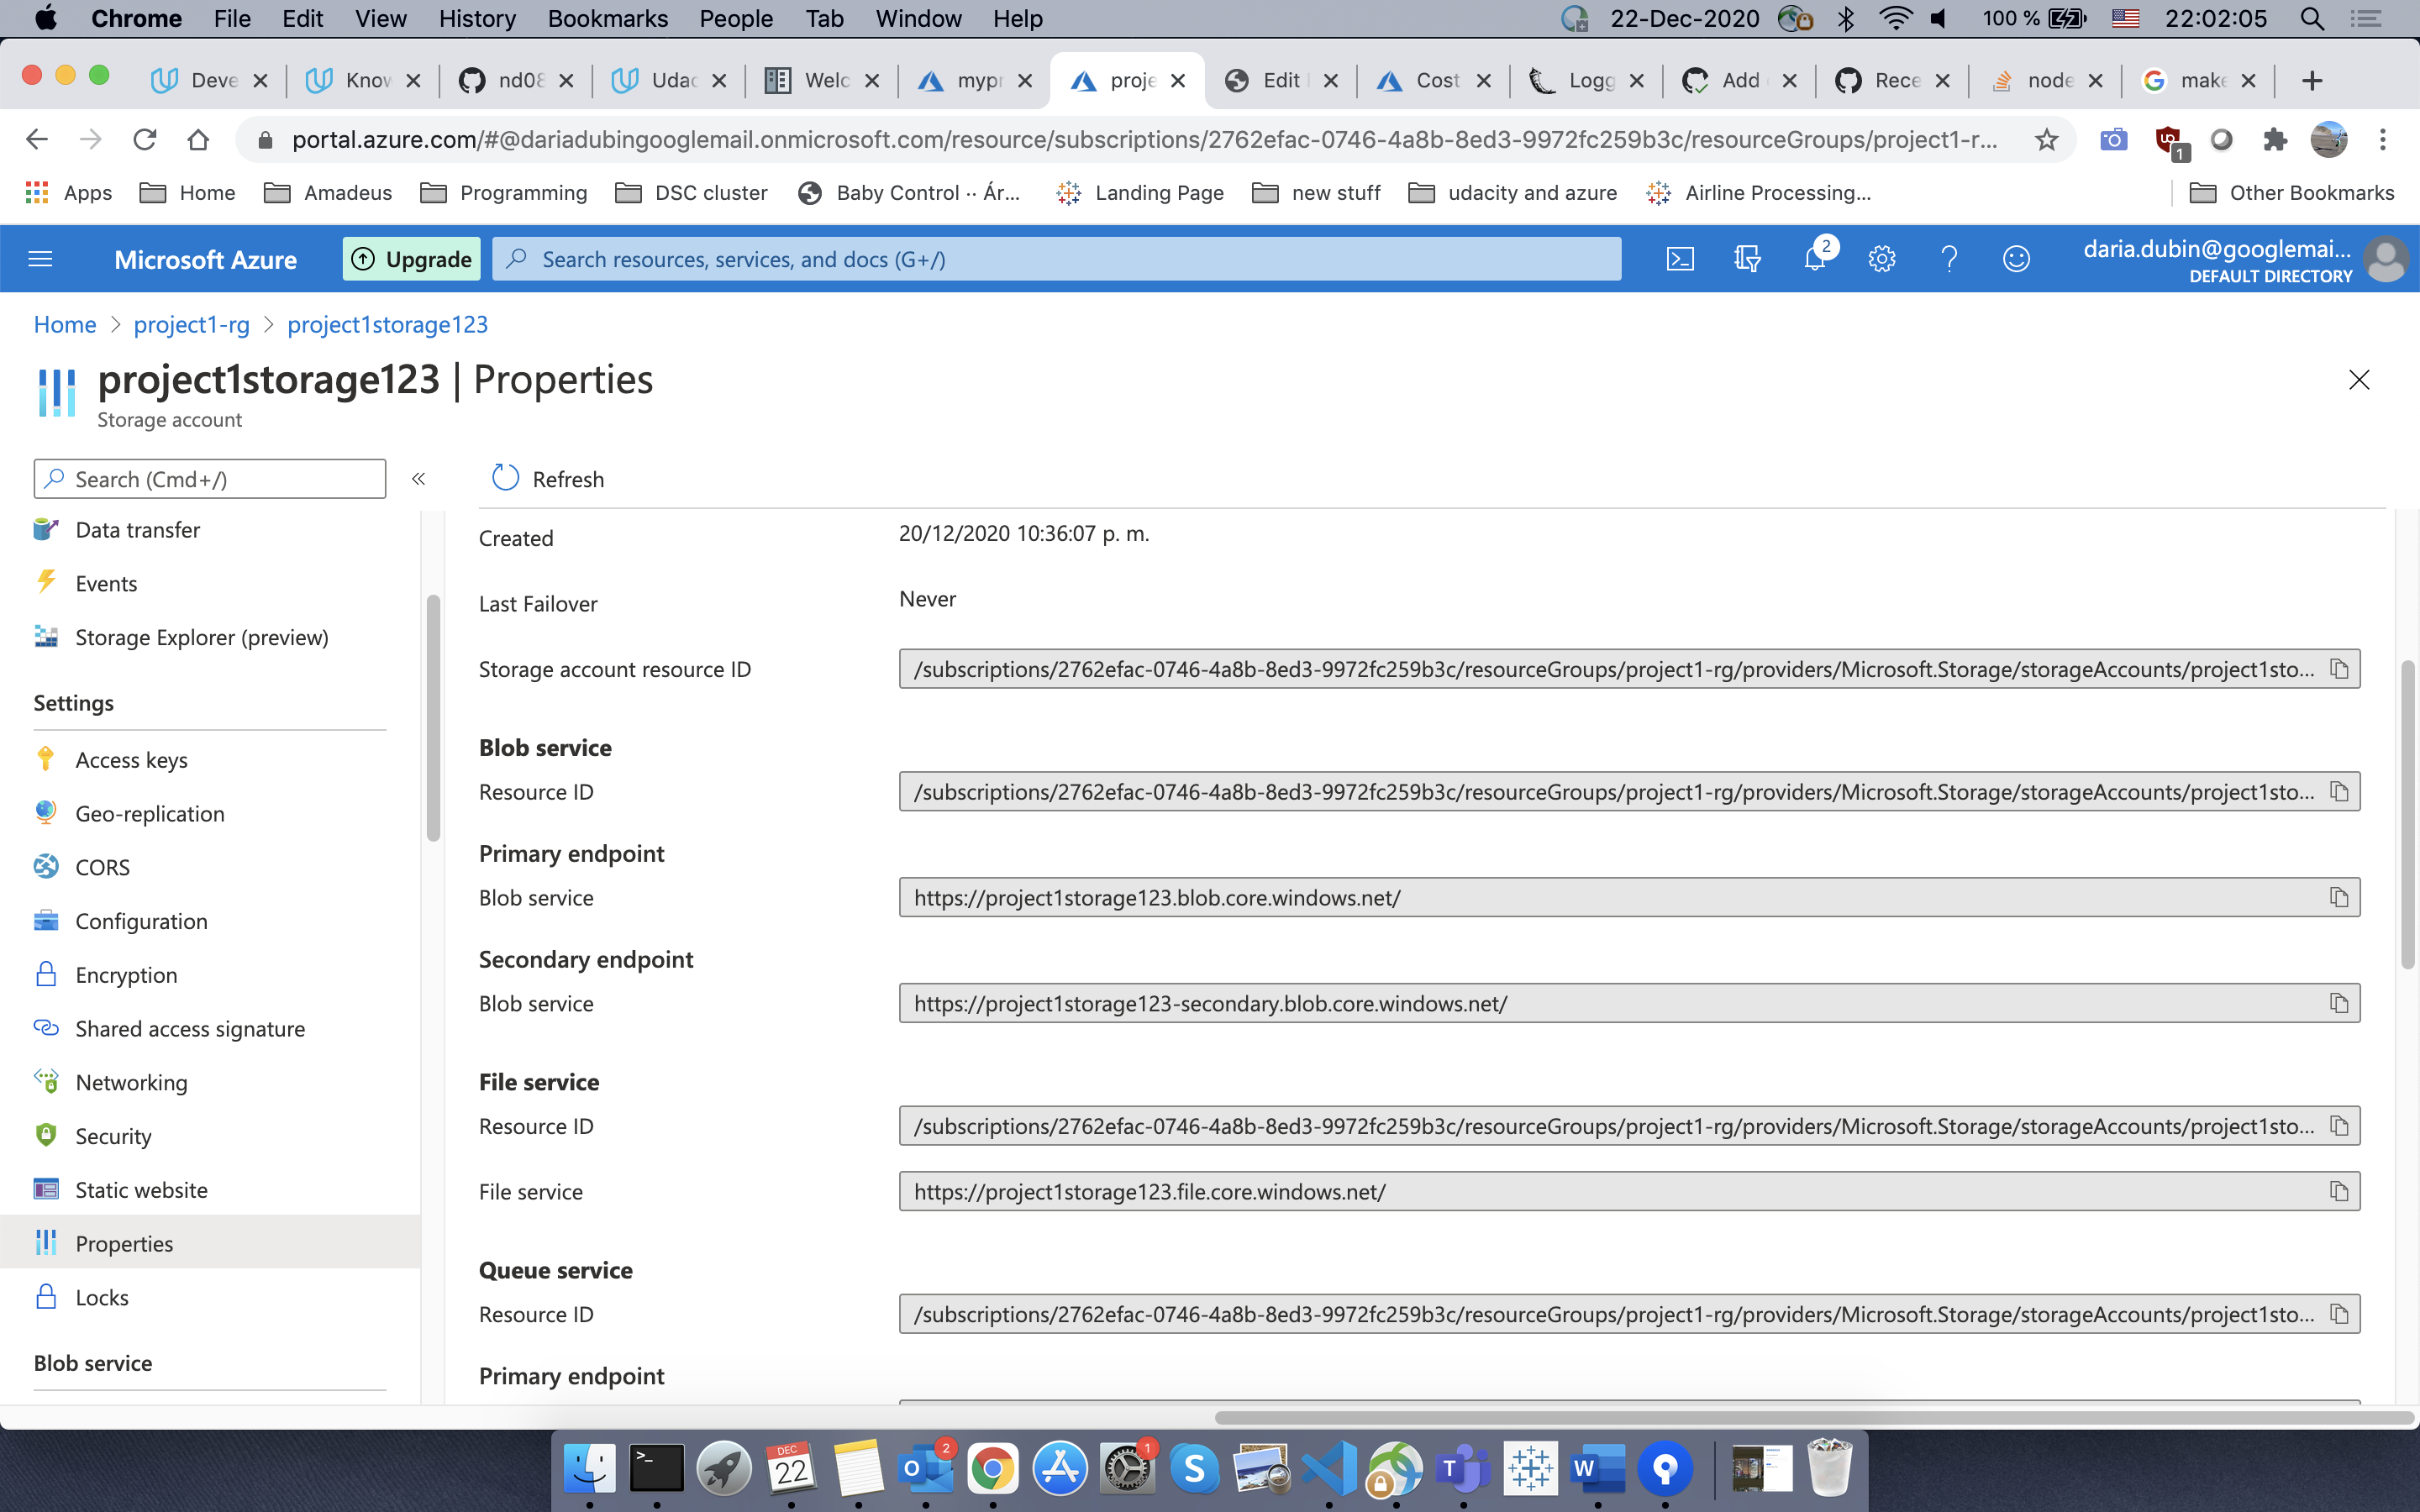 Chrome File Edit View History Bookmarks People Tab Window Help 22-Dec-2020 100 % 22:02:05
Deve Know nd08 Udac Welc mypr proje Edit Cost Logg Add Rece node make
portal.azure.com/#@dariadubingooglemail.onmicrosoft.com/resource/subscriptions/2762efac-0746-4a8b-8ed3-9972fc259b3c/resourceGroups/project1-r...
1
Apps Home Amadeus Programming DSC cluster Baby Control ·· Ár... Landing Page new stuff udacity and azure Airline Processing... Other Bookmarks
Microsoft Azure Upgrade Search resources, services, and docs (G+/) 2 daria.dubin@googlemai...
DEFAULT DIRECTORY
Home > project1-rg > project1storage123
project1storage123 | Properties
Storage account
Search (Cmd+/) « Refresh
Data transfer
Events
Storage Explorer (preview)
Settings
Access keys
Geo-replication
CORS
Configuration
Encryption
Shared access signature
Networking
Security
Static website
Properties
Locks
Blob service
Created 20/12/2020 10:36:07 p. m.
Last Failover Never
Storage account resource ID /subscriptions/2762efac-0746-4a8b-8ed3-9972fc259b3c/resourceGroups/project1-rg/providers/Microsoft.Storage/storageAccounts/project1sto...
Blob service
Resource ID /subscriptions/2762efac-0746-4a8b-8ed3-9972fc259b3c/resourceGroups/project1-rg/providers/Microsoft.Storage/storageAccounts/project1sto...
Primary endpoint
Blob service https://project1storage123.blob.core.windows.net/
Secondary endpoint
Blob service https://project1storage123-secondary.blob.core.windows.net/
File service
Resource ID /subscriptions/2762efac-0746-4a8b-8ed3-9972fc259b3c/resourceGroups/project1-rg/providers/Microsoft.Storage/storageAccounts/project1sto...
File service https://project1storage123.file.core.windows.net/
Queue service
Resource ID /subscriptions/2762efac-0746-4a8b-8ed3-9972fc259b3c/resourceGroups/project1-rg/providers/Microsoft.Storage/storageAccounts/project1sto...
Primary endpoint
DEC
22
2
1